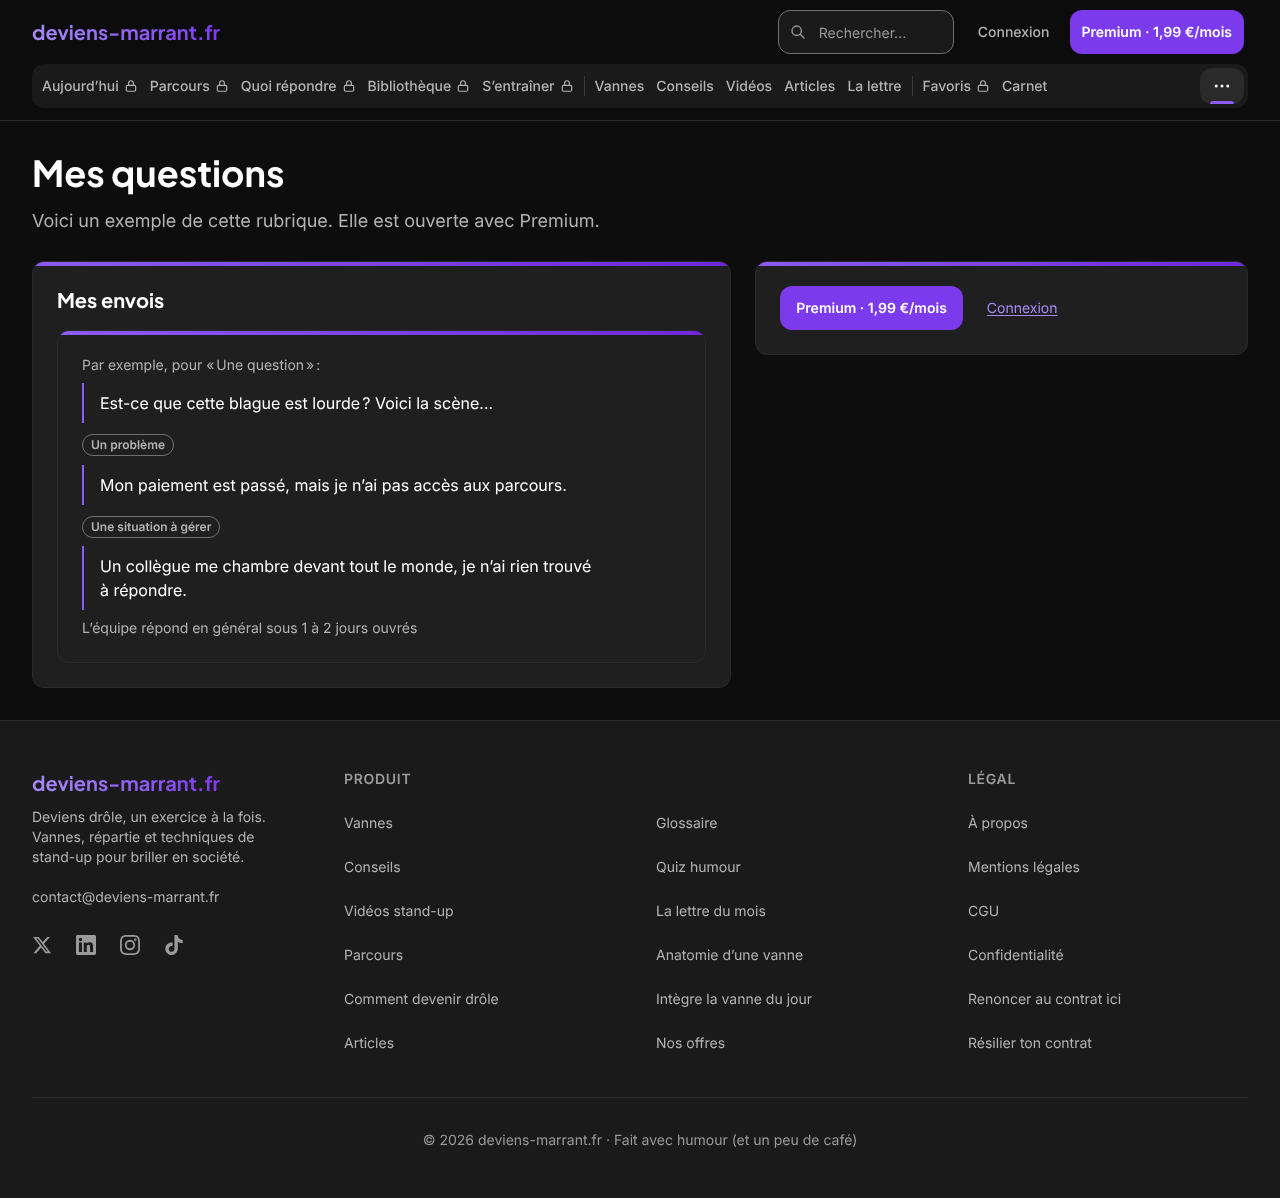 deviens-marrant.fr
Rechercher...
Connexion
Premium · 1,99 €/mois
Aujourd’hui
Parcours
Quoi répondre
Bibliothèque
S’entraîner
Vannes
Conseils
Vidéos
Articles
La lettre
Favoris
Carnet
Mes questions
Voici un exemple de cette rubrique. Elle est ouverte avec Premium.
Mes envois
Par exemple, pour « Une question » :
Est-ce que cette blague est lourde ? Voici la scène…
Un problème
Mon paiement est passé, mais je n’ai pas accès aux parcours.
Une situation à gérer
Un collègue me chambre devant tout le monde, je n’ai rien trouvé
à répondre.
L’équipe répond en général sous 1 à 2 jours ouvrés
Premium · 1,99 €/mois
Connexion
deviens-marrant.fr
Deviens drôle, un exercice à la fois.
Vannes, répartie et techniques de
stand-up pour briller en société.
contact@deviens-marrant.fr
PRODUIT
Vannes
Conseils
Vidéos stand-up
Parcours
Comment devenir drôle
Articles
Glossaire
Quiz humour
La lettre du mois
Anatomie d’une vanne
Intègre la vanne du jour
Nos offres
LÉGAL
À propos
Mentions légales
CGU
Confidentialité
Renoncer au contrat ici
Résilier ton contrat
© 2026 deviens-marrant.fr · Fait avec humour (et un peu de café)